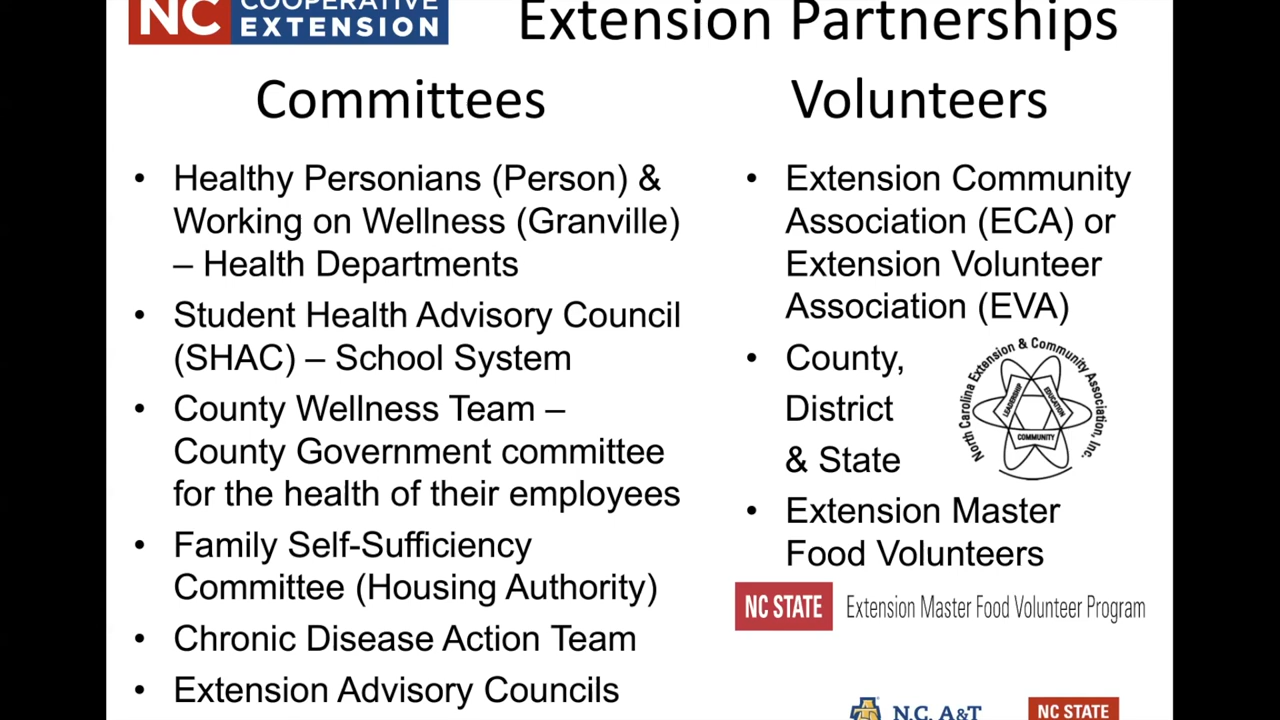 NC COOPERATIVE
EXTENSION
Extension Partnerships
Committees
• Healthy Personians (Person) &
Working on Wellness (Granville)
– Health Departments
• Student Health Advisory Council
(SHAC) – School System
• County Wellness Team –
County Government committee
for the health of their employees
• Family Self-Sufficiency
Committee (Housing Authority)
• Chronic Disease Action Team
• Extension Advisory Councils
Volunteers
• Extension Community
Association (ECA) or
Extension Volunteer
Association (EVA)
• County,
District
& State
North Carolina Extension & Community Association, Inc.
LEADERSHIP
EDUCATION
COMMUNITY
• Extension Master
Food Volunteers
NC STATE Extension Master Food Volunteer Program
N.C. A&T
NC STATE